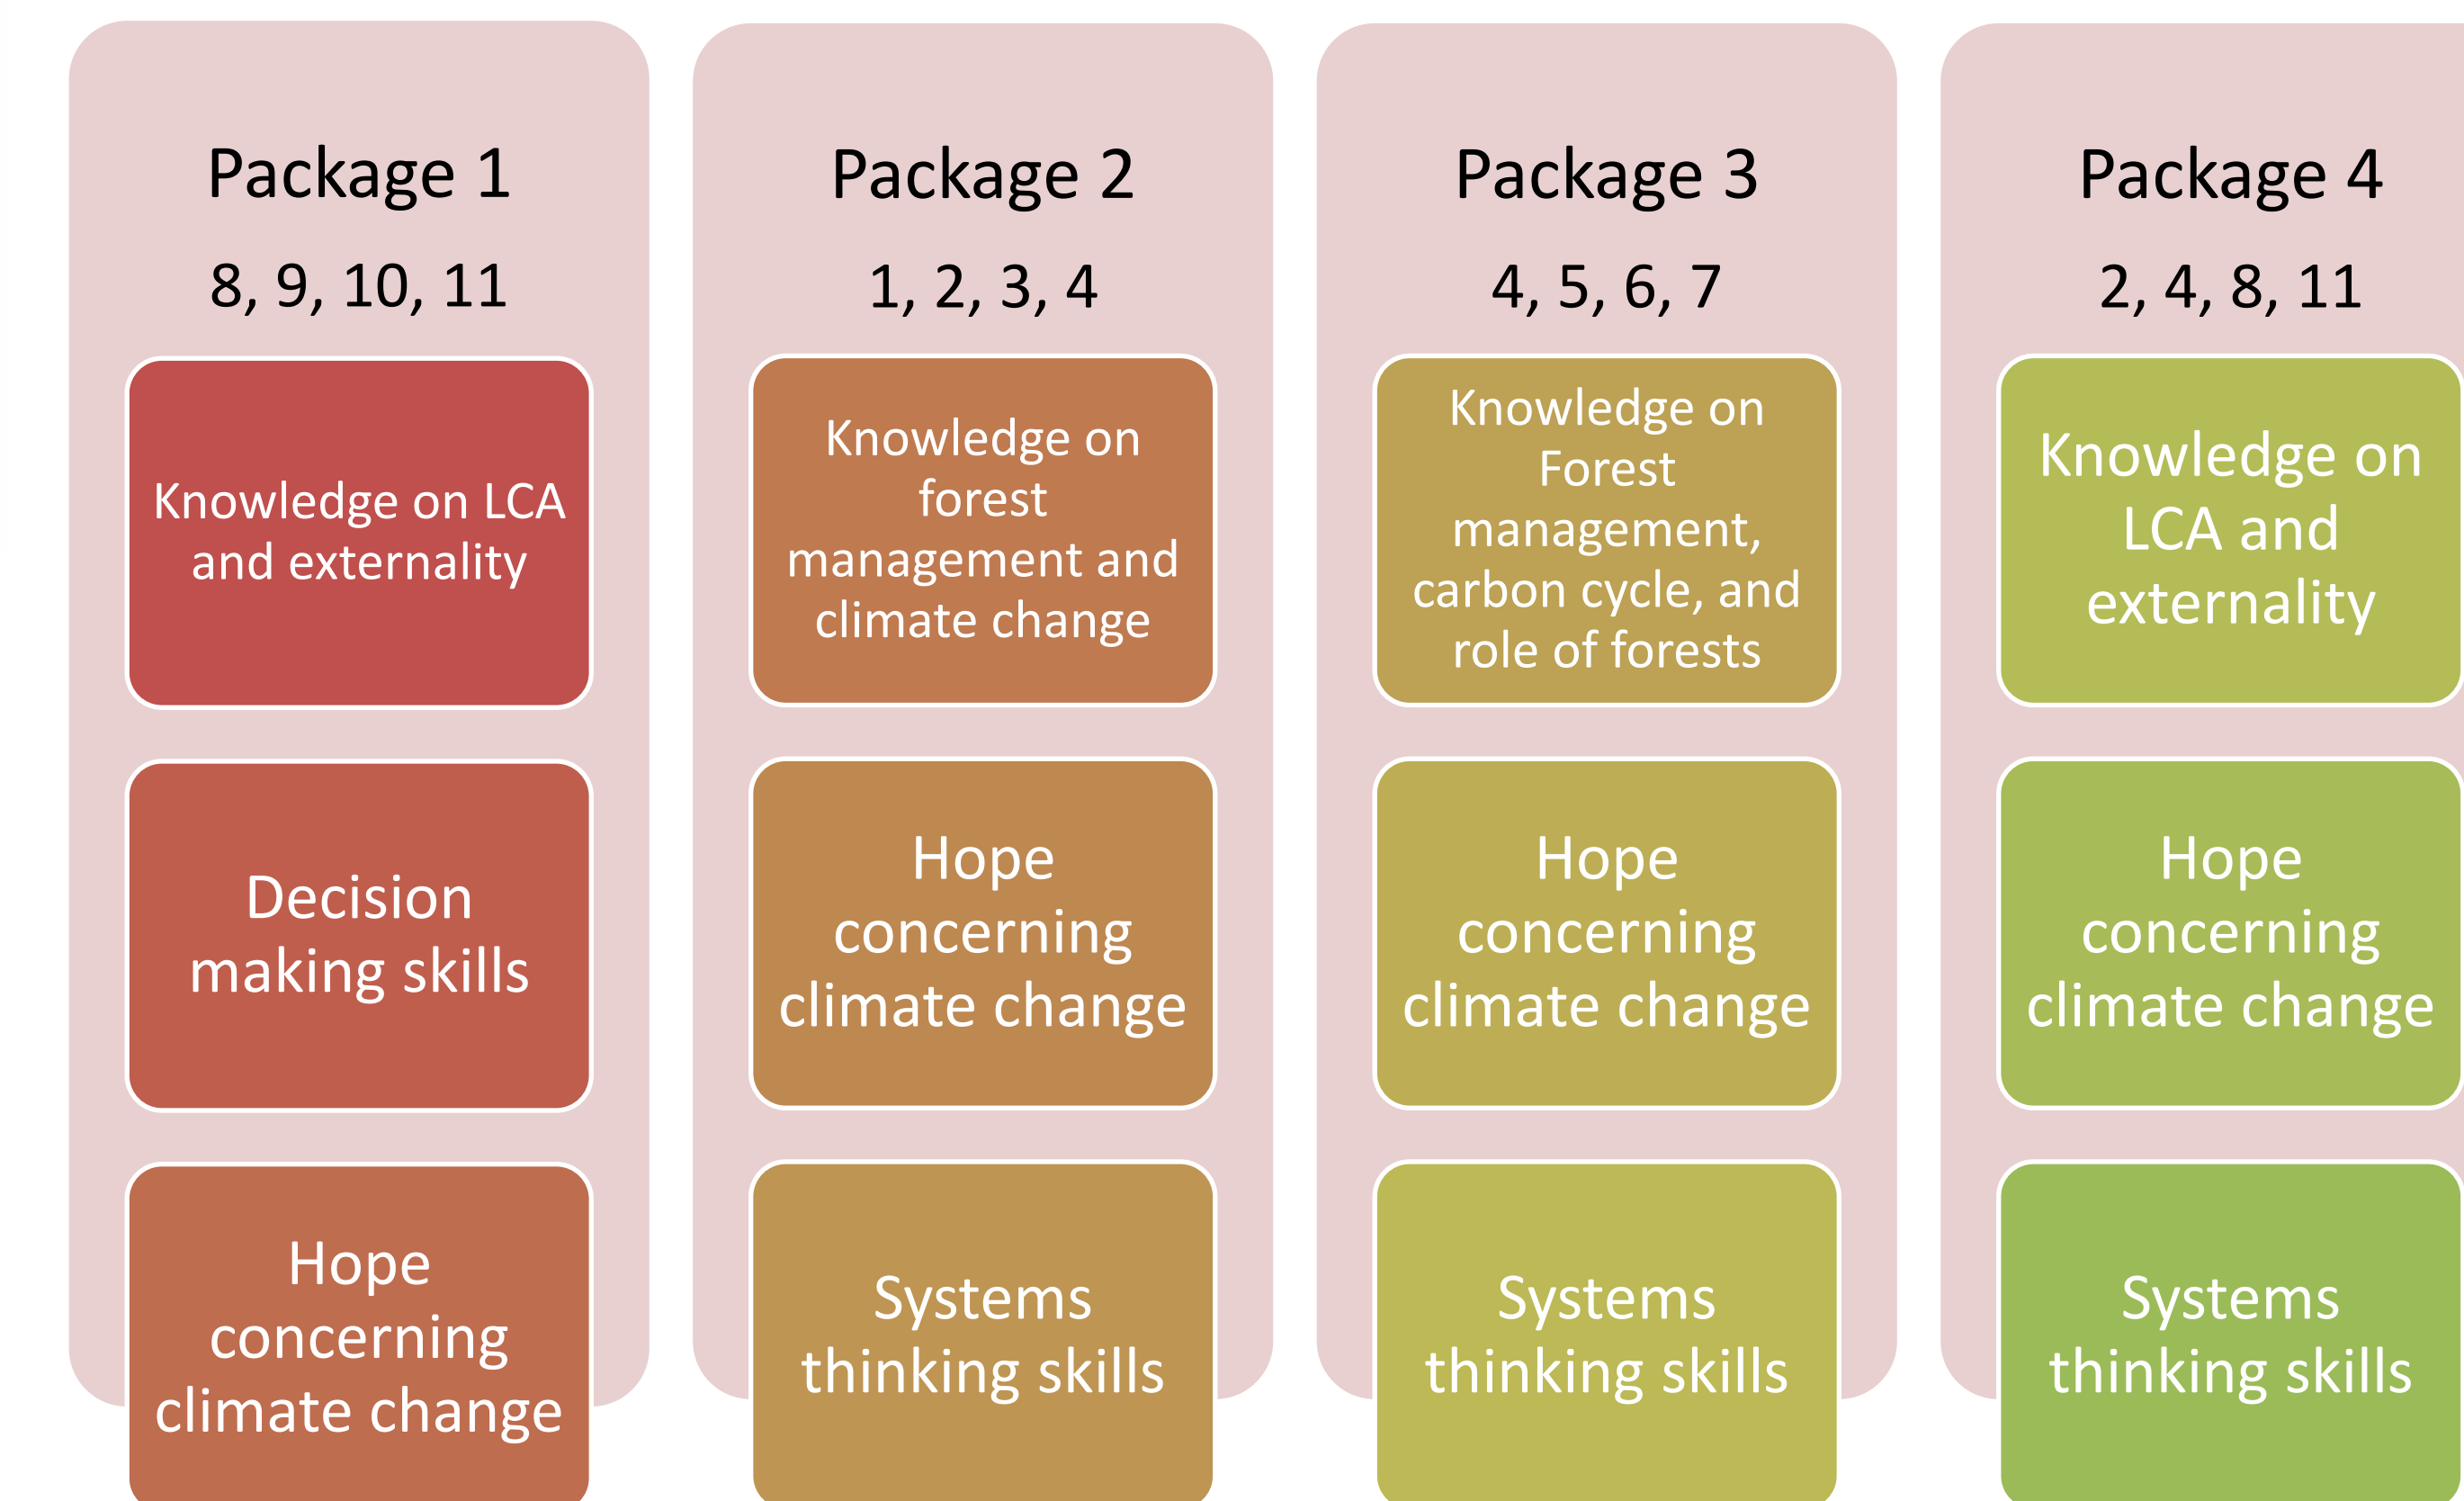 Package 1
8, 9, 10, 11
Knowledge on LCA
and externality
Decision
making skills
Hope
concerning
climate change
Package 2
1, 2, 3, 4
Knowledge on
forest
management and
climate change
Hope
concerning
climate change
Systems
thinking skills
Package 3
4, 5, 6, 7
Knowledge on
Forest
management,
carbon cycle, and
role of forests
Hope
concerning
climate change
Systems
thinking skills
Package 4
2, 4, 8, 11
Knowledge on
LCA and
externality
Hope
concerning
climate change
Systems
thinking skills